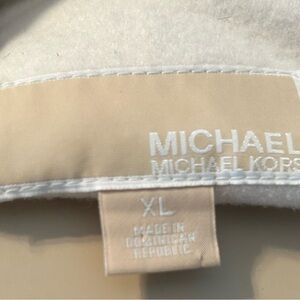 MICHAEL
MICHAEL KORS
XL
MADE IN
DOMINICAN
REPUBLIC